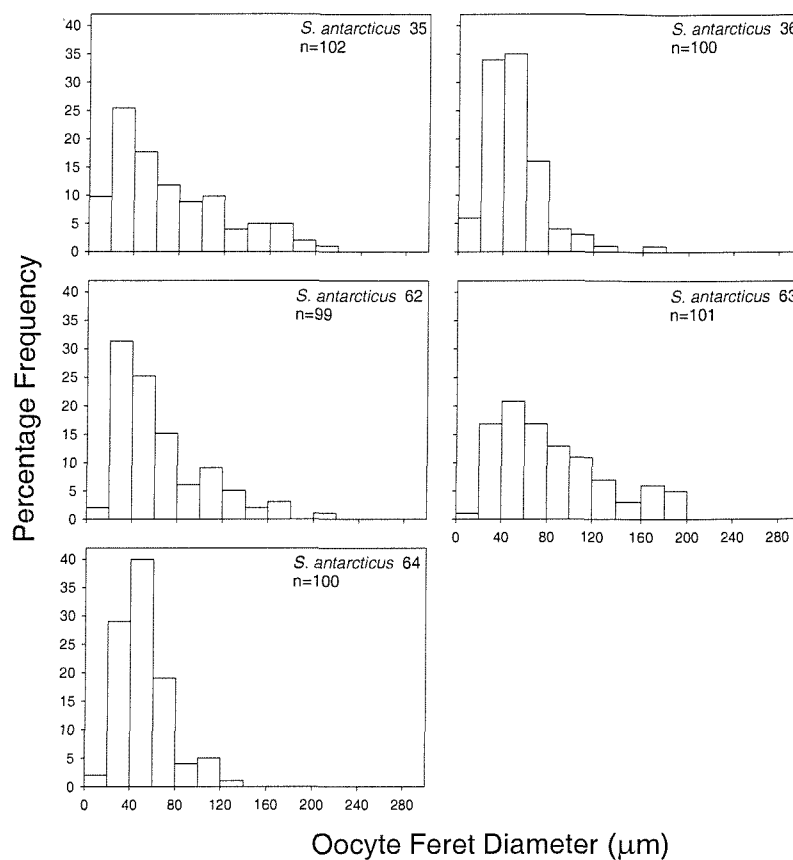 S. antarcticus 35
n=102
S. antarcticus 36
n=100
40
35
30
25
20
15
10
5
0
S. antarcticus 62
n=99
S. antarcticus 63
n=101
40
35
30
25
20
15
10
5
0
0 40 80 120 160 200 240 280
S. antarcticus 64
n=100
40
35
30
25
20
15
10
5
0
0 40 80 120 160 200 240 280
Percentage Frequency
Oocyte Feret Diameter (μm)